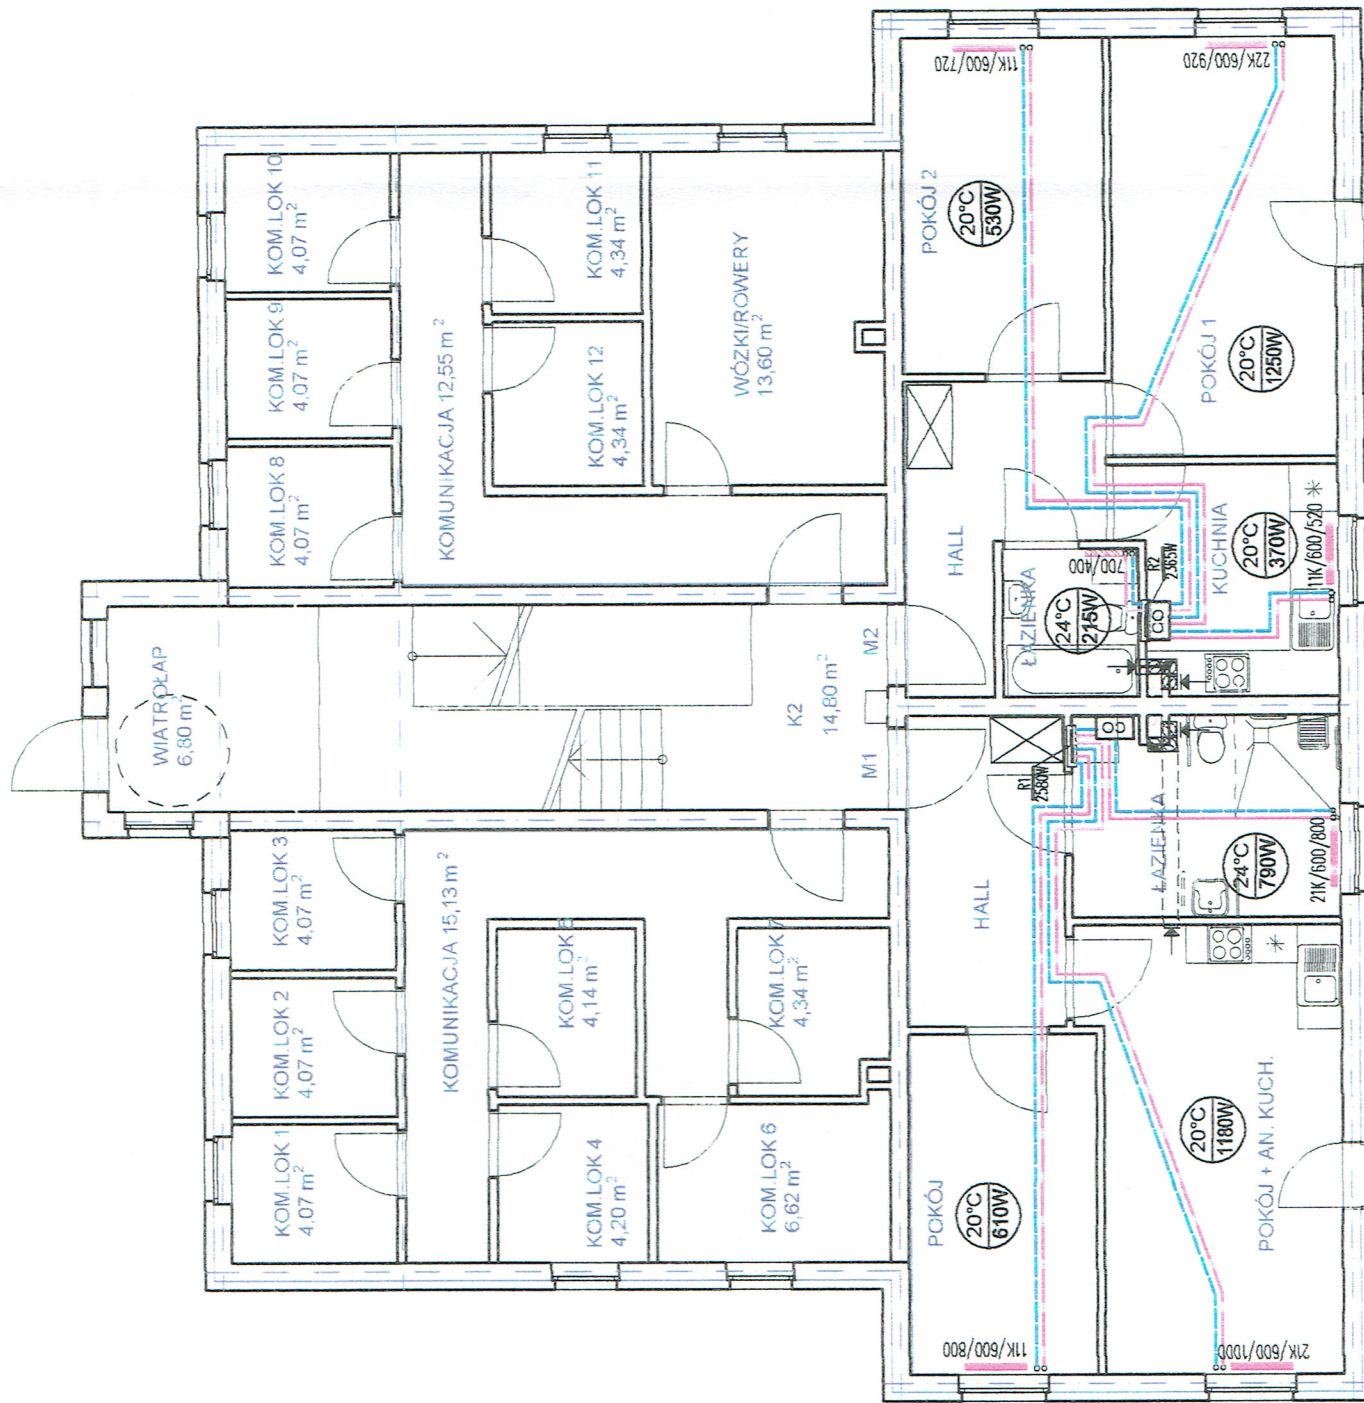 WIATROŁAP
6,80 m²
KOM.LOK 1
4,07 m²
KOM.LOK 2
4,07 m²
KOM.LOK 3
4,07 m²
KOMUNIKACJA 15,13 m²
KOM.LOK 4
4,20 m²
4,14 m²
KOM.LOK 6
6,62 m²
KOM.LOK 7
4,34 m²
KOM.LOK 8
4,07 m²
KOM.LOK 9
4,07 m²
KOM.LOK 10
4,07 m²
KOMUNIKACJA 12,55 m²
KOM.LOK 12
4,34 m²
KOM.LOK 11
4,34 m²
WÓZKI/ROWERY
13,60 m²
K2
14,80 m²
M1
M2
POKÓJ
20°C
610W
11K/600/800
HALL
R1
2580W
CO
ŁAZIENKA
24°C
790W
21K/600/800
POKÓJ + AN. KUCH.
20°C
1180W
21K/600/1000
HALL
ŁAZIENKA
24°C
215W
700/400
R2
2365W
CO
KUCHNIA
20°C
370W
11K/600/520
POKÓJ 2
20°C
530W
11K/600/720
POKÓJ 1
20°C
1250W
22K/600/920